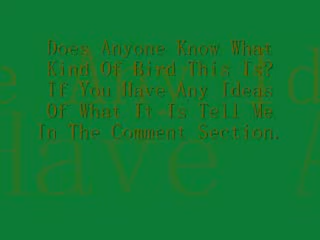 Does Anyone Know What
Kind Of Bird This Is?
If You Have Any Ideas
Of What It Is Tell Me
In The Comment Section.